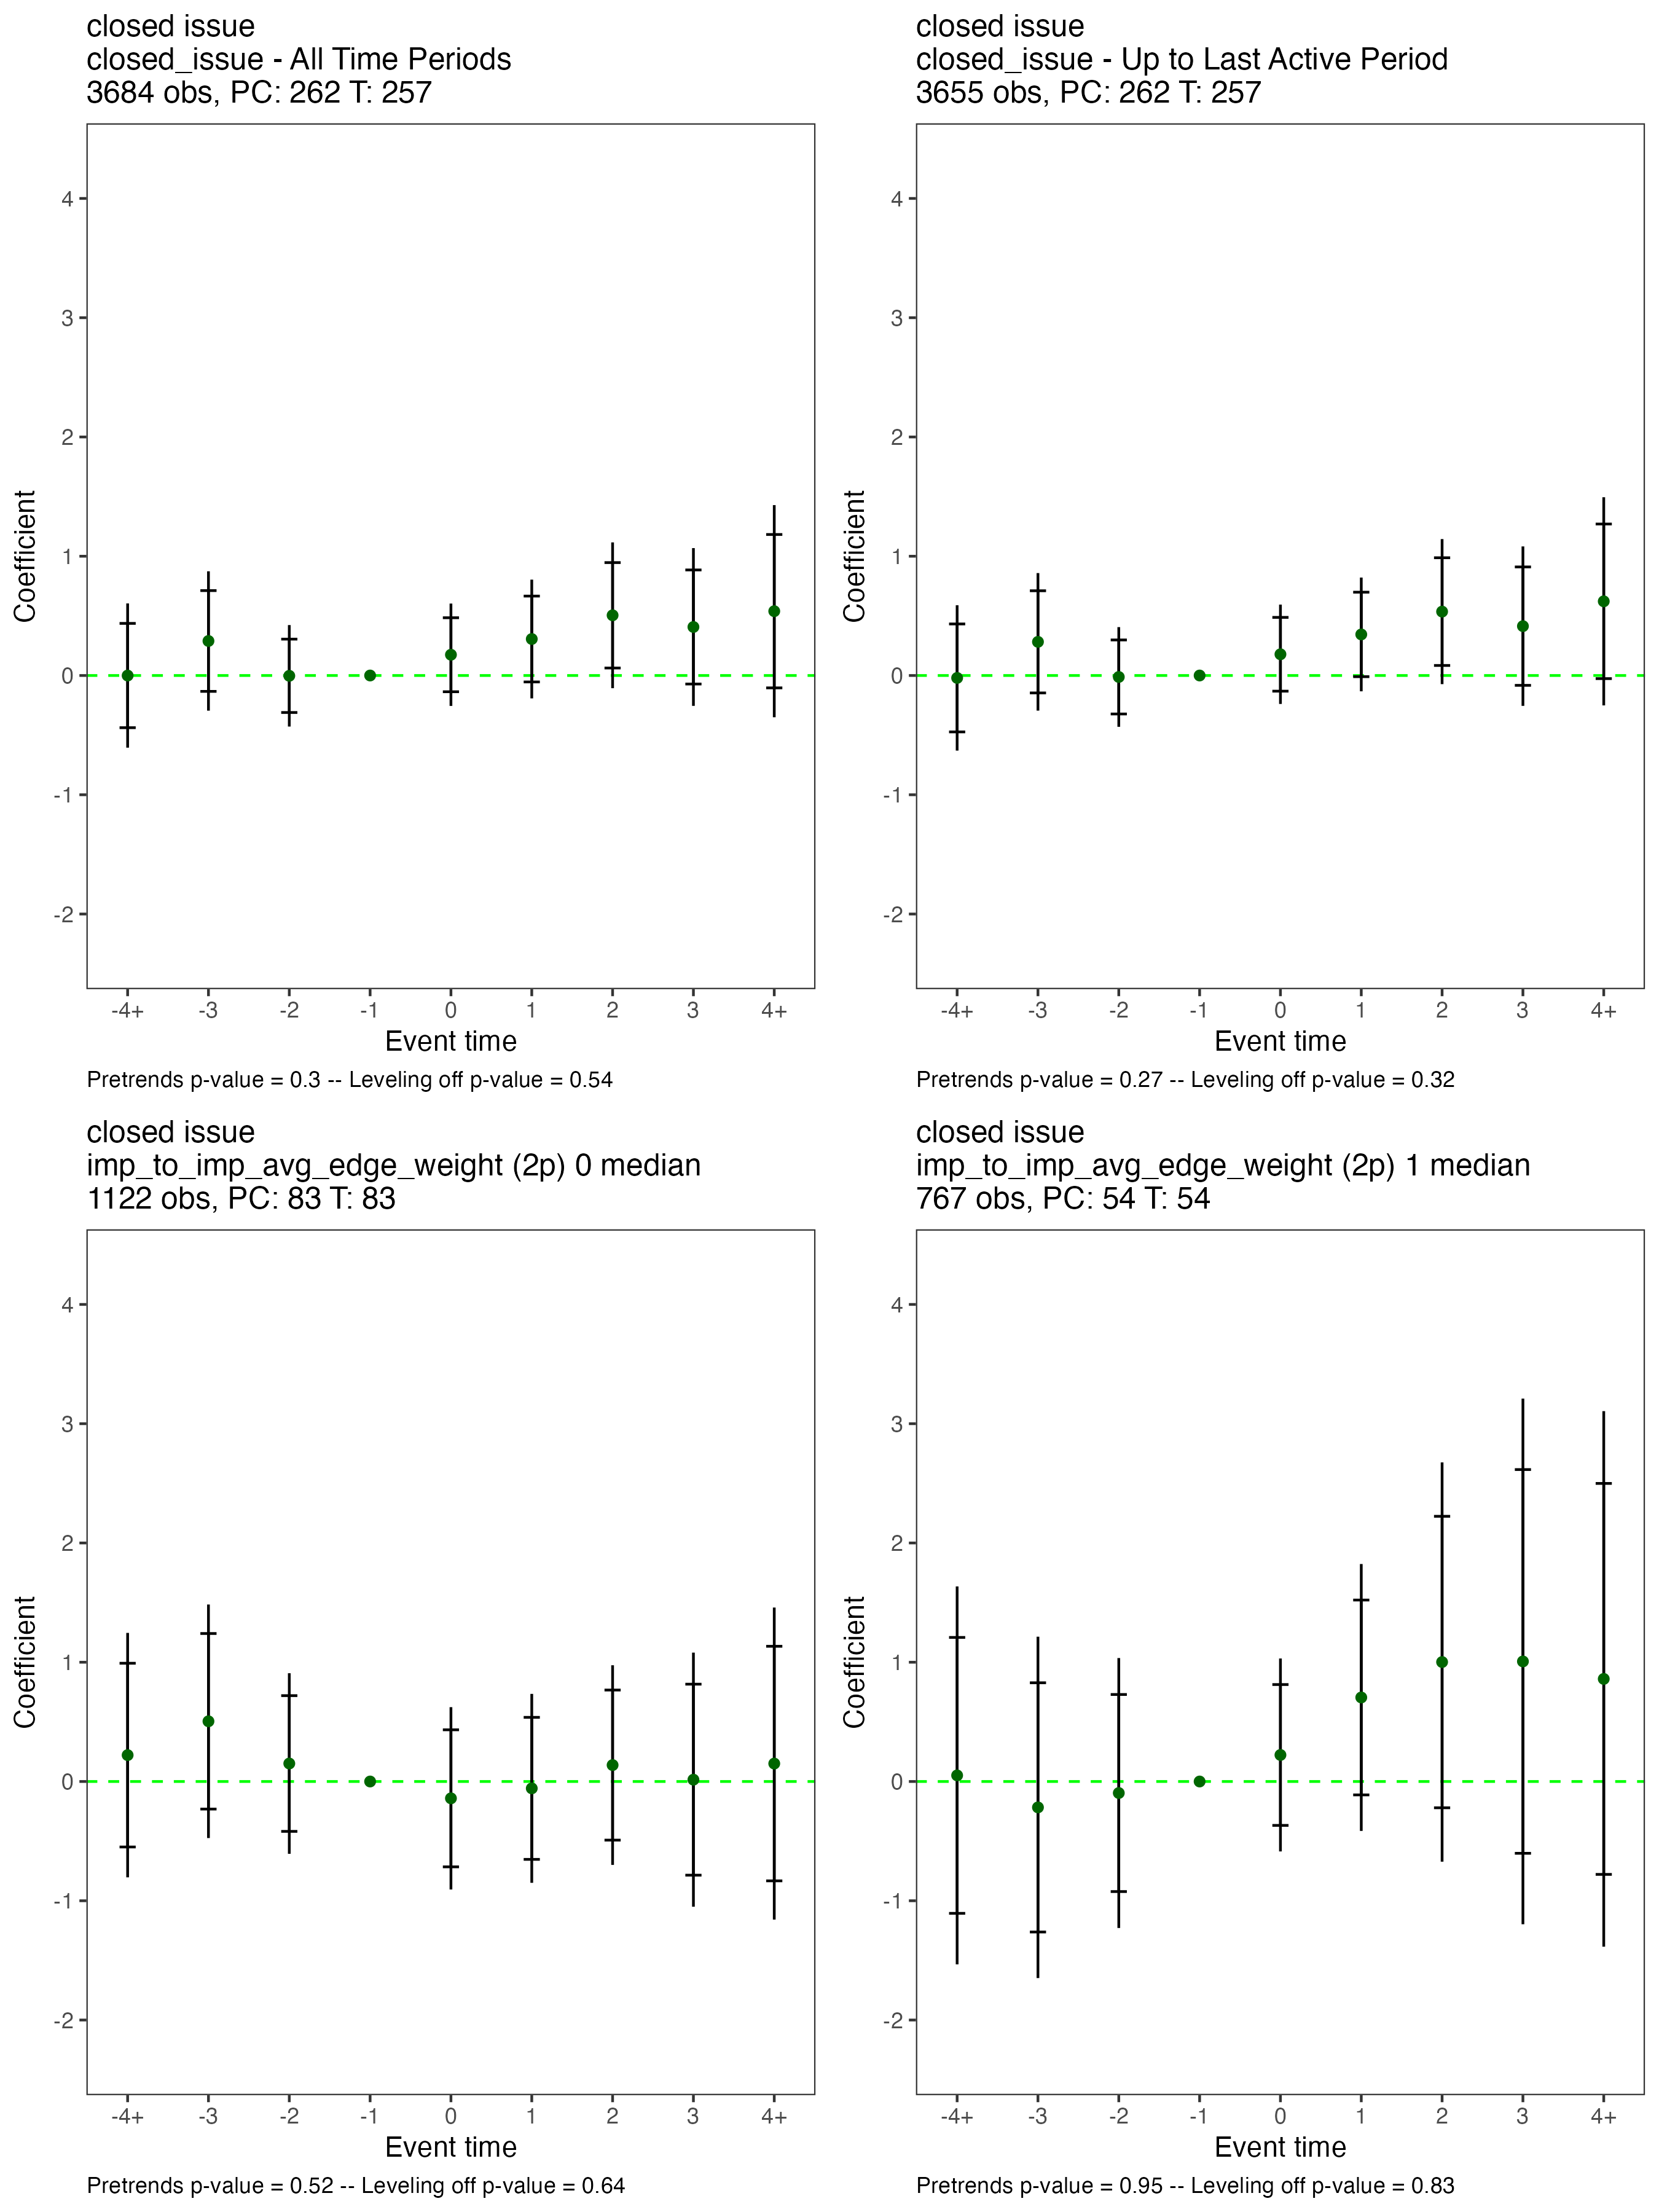 closed issue
closed_issue - All Time Periods
3684 obs, PC: 262 T: 257
4
3
2
1
0
-1
-2
Coefficient
-4+ -3 -2 -1 0 1 2 3 4+
Event time
Pretrends p-value = 0.3 -- Leveling off p-value = 0.54
closed issue
closed_issue - Up to Last Active Period
3655 obs, PC: 262 T: 257
4
3
2
1
0
-1
-2
Coefficient
-4+ -3 -2 -1 0 1 2 3 4+
Event time
Pretrends p-value = 0.27 -- Leveling off p-value = 0.32
closed issue
imp_to_imp_avg_edge_weight (2p) 0 median
1122 obs, PC: 83 T: 83
4
3
2
1
0
-1
-2
Coefficient
-4+ -3 -2 -1 0 1 2 3 4+
Event time
Pretrends p-value = 0.52 -- Leveling off p-value = 0.64
closed issue
imp_to_imp_avg_edge_weight (2p) 1 median
767 obs, PC: 54 T: 54
4
3
2
1
0
-1
-2
Coefficient
-4+ -3 -2 -1 0 1 2 3 4+
Event time
Pretrends p-value = 0.95 -- Leveling off p-value = 0.83